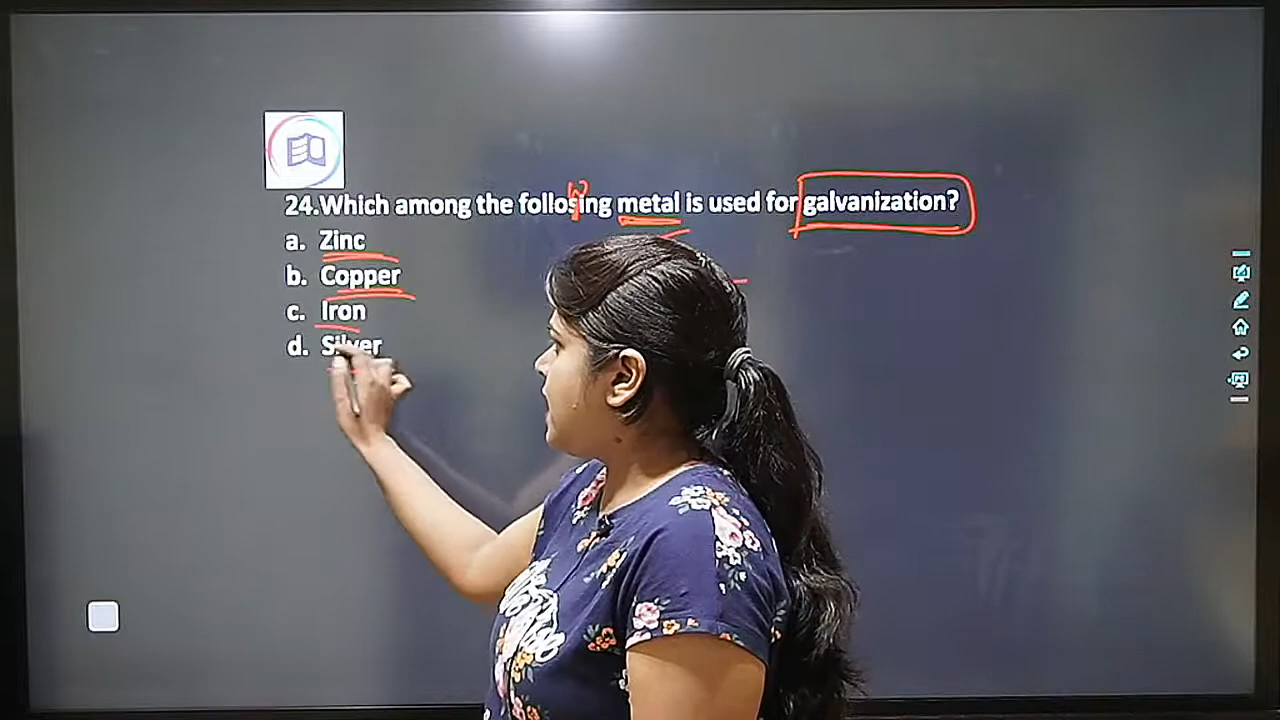 24.Which among the follosing metal is used for galvanization?
w
a. Zinc
b. Copper
c. Iron
d. Silver